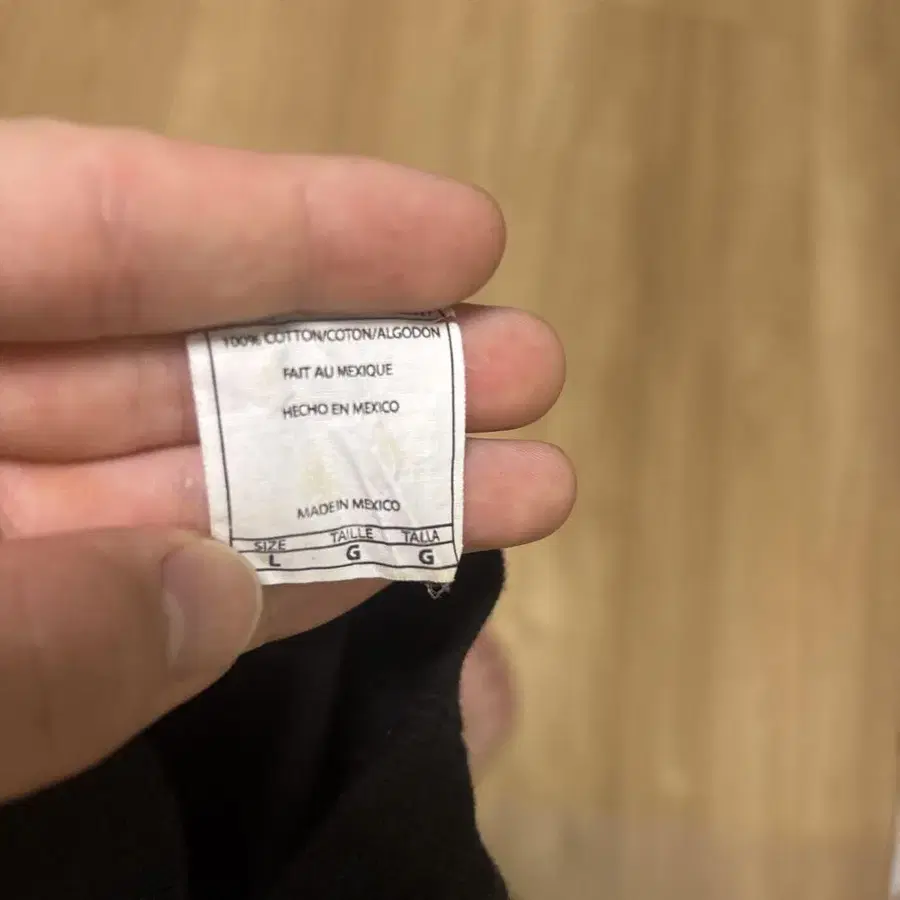 100% COTTON/COTON/ALGODON
FAIT AU MEXIQUE
HECHO EN MEXICO
MADE IN MEXICO
SIZE TAILLE TALLA
L G G